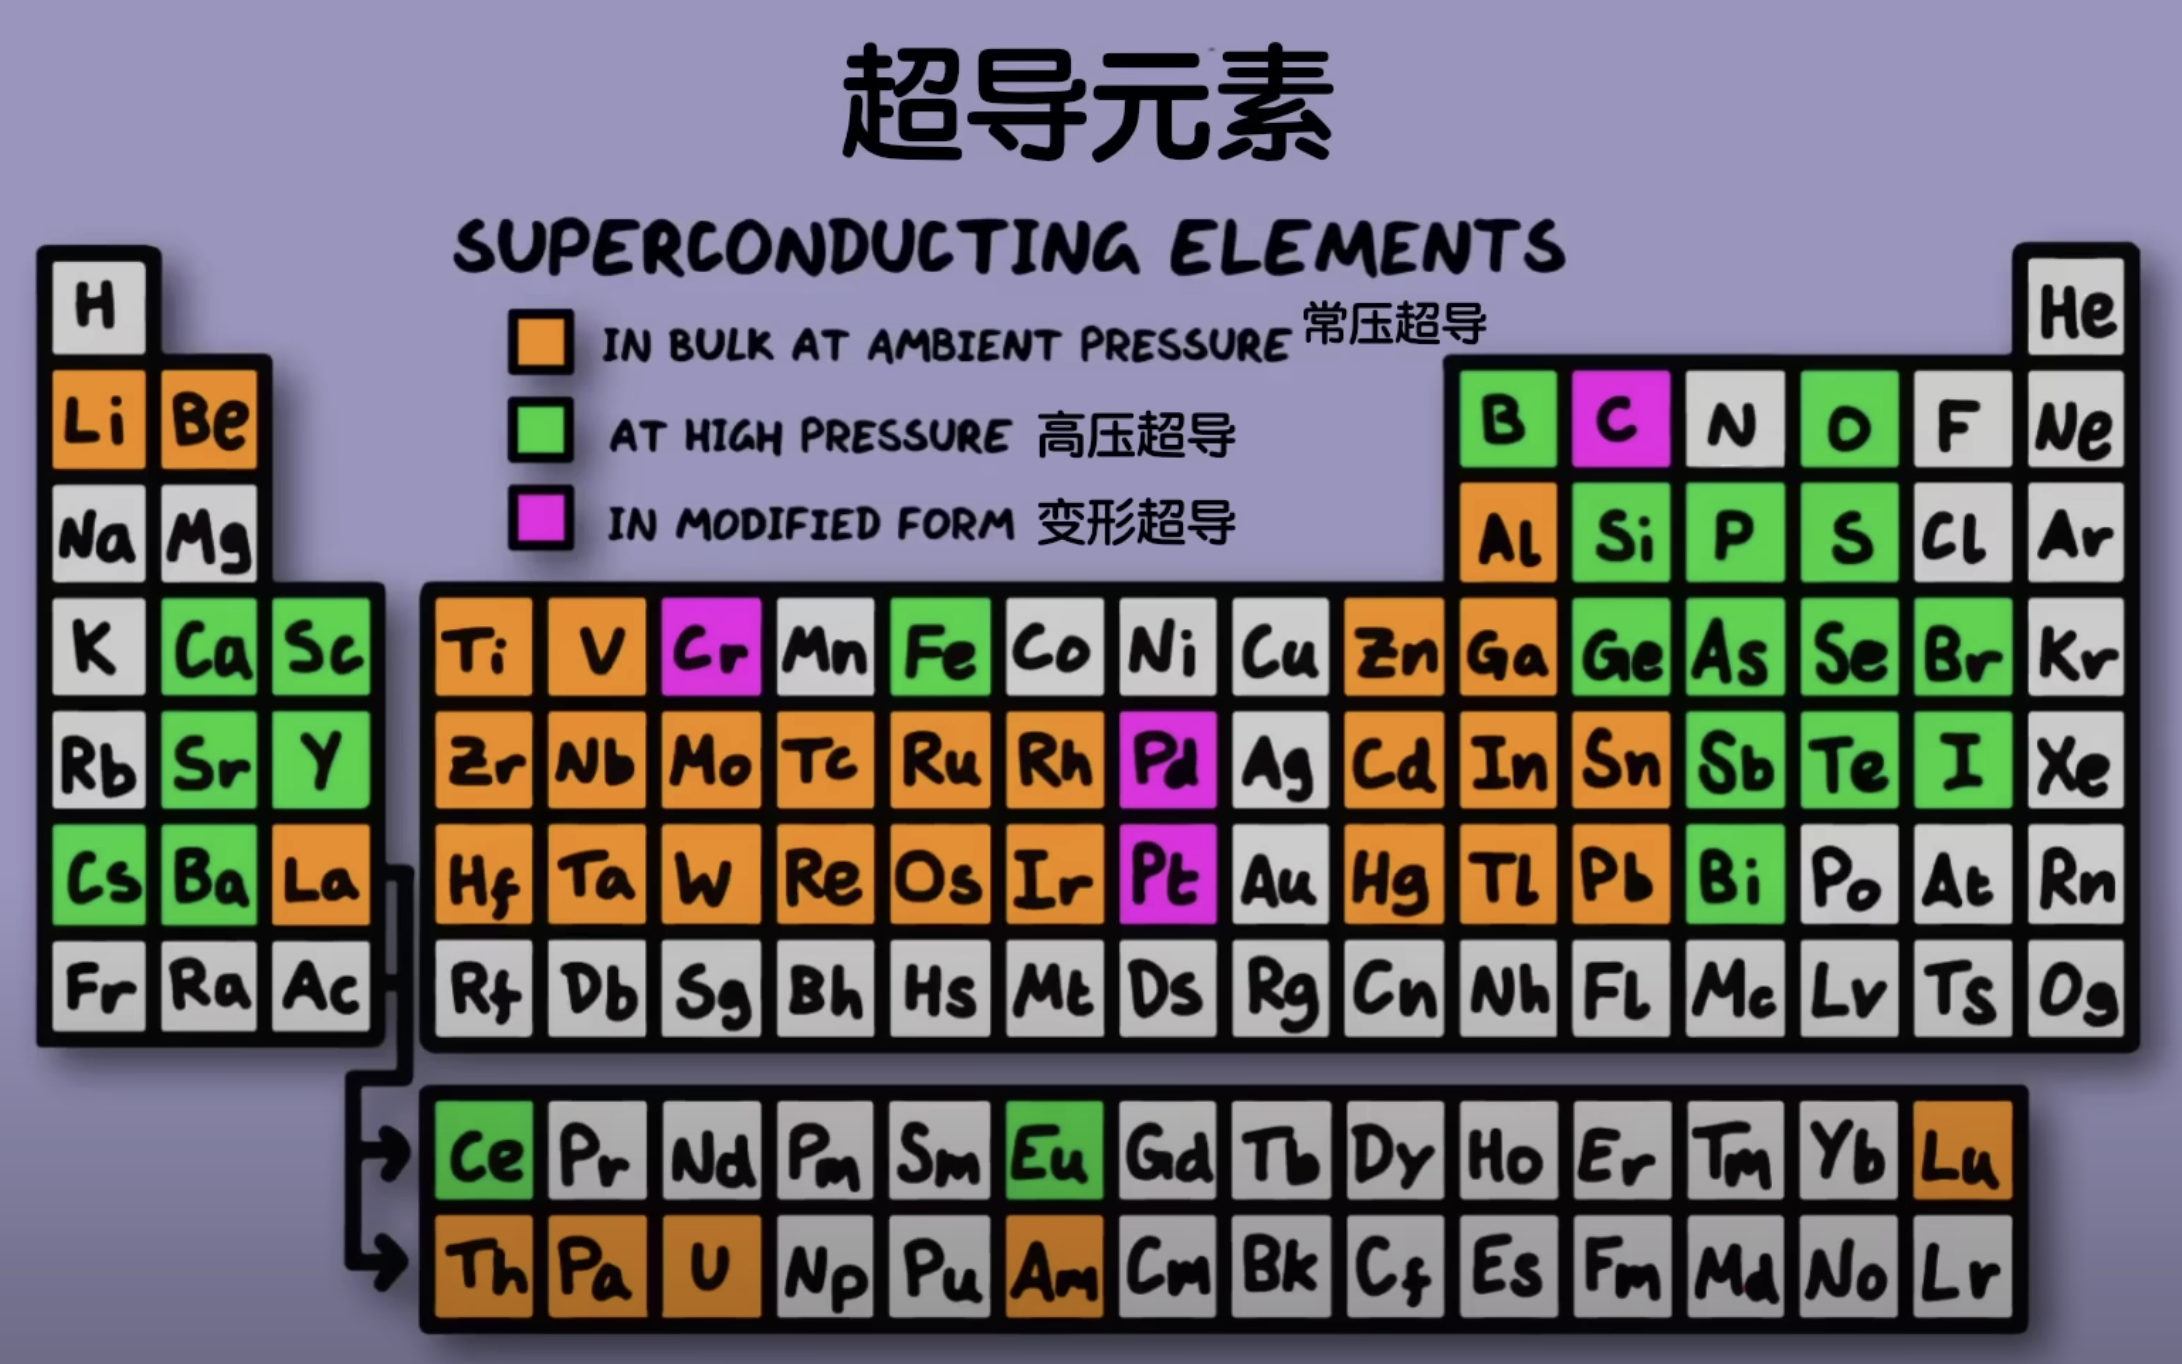 超导元素
SUPERCONDUCTING ELEMENTS
IN BULK AT AMBIENT PRESSURE 常压超导
AT HIGH PRESSURE 高压超导
IN MODIFIED FORM 变形超导
H He
Li Be B C N O F Ne
Na Mg Al Si P S Cl Ar
K Ca Sc Ti V Cr Mn Fe Co Ni Cu Zn Ga Ge As Se Br Kr
Rb Sr Y Zr Nb Mo Tc Ru Rh Pd Ag Cd In Sn Sb Te I Xe
Cs Ba La Hf Ta W Re Os Ir Pt Au Hg Tl Pb Bi Po At Rn
Fr Ra Ac Rf Db Sg Bh Hs Mt Ds Rg Cn Nh Fl Mc Lv Ts Og
Ce Pr Nd Pm Sm Eu Gd Tb Dy Ho Er Tm Yb Lu
Th Pa U Np Pu Am Cm Bk Cf Es Fm Md No Lr